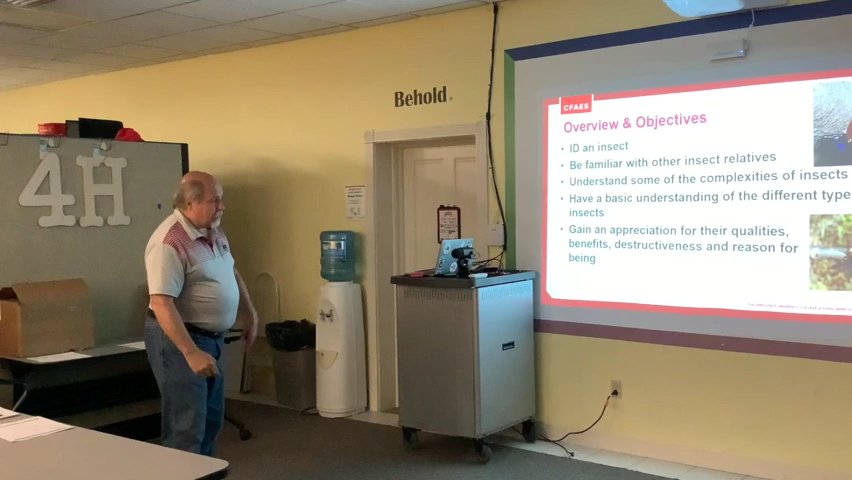 Behold.
4H
CFAES
Overview & Objectives
• ID an insect
• Be familiar with other insect relatives
• Understand some of the complexities of insects
• Have a basic understanding of the different type
insects
• Gain an appreciation for their qualities,
benefits, destructiveness and reason for
being